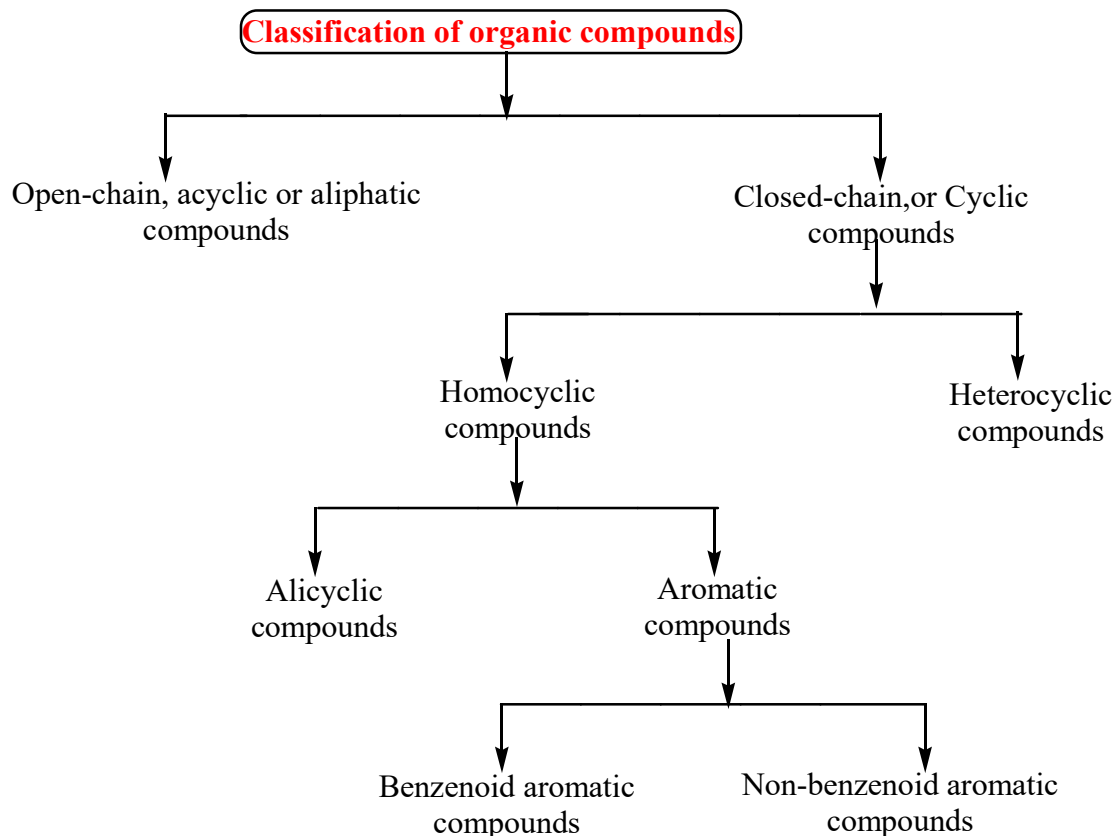 Classification of organic compounds
Open-chain, acyclic or aliphatic
compounds
Closed-chain,or Cyclic
compounds
Homocyclic
compounds
Heterocyclic
compounds
Alicyclic
compounds
Aromatic
compounds
Benzenoid aromatic
compounds
Non-benzenoid aromatic
compounds